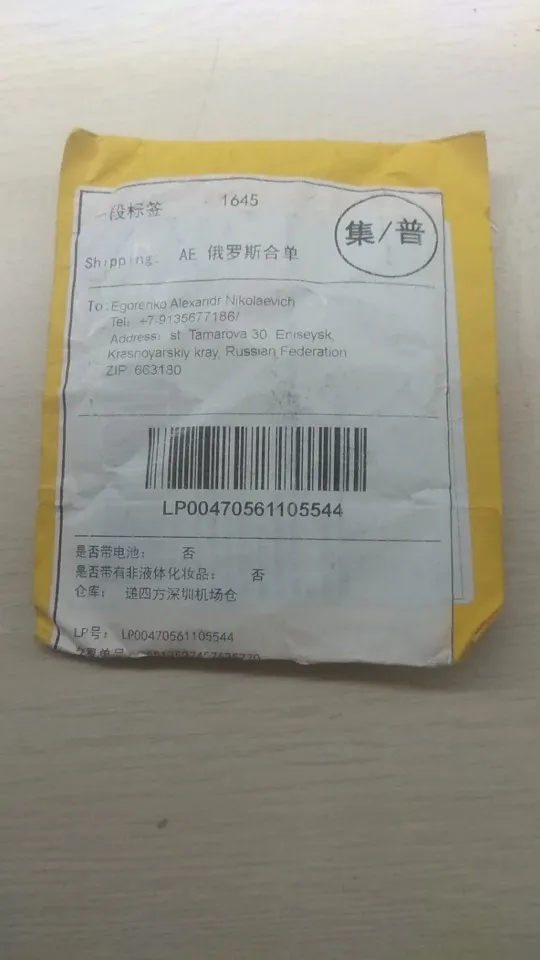 一段标签 1645
集/普
Shipping: AE 俄罗斯合单
To: Egorenko Alexandr Nikolaevich
Tel: +7-9135677186/
Address: st Tamarova 30 Eniseysk,
Krasnoyarskiy kray, Russian Federation
ZIP: 663180
LP00470561105544
是否带电池： 否
是否带有非液体化妆品： 否
仓库： 递四方深圳机场仓
LP号： LP00470561105544